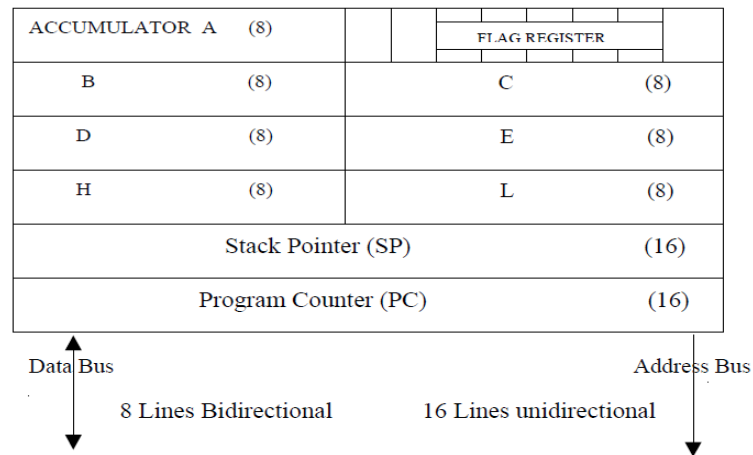 ACCUMULATOR A (8) FLAG REGISTER
B (8) C (8)
D (8) E (8)
H (8) L (8)
Stack Pointer (SP) (16)
Program Counter (PC) (16)
Data Bus Address Bus
8 Lines Bidirectional 16 Lines unidirectional